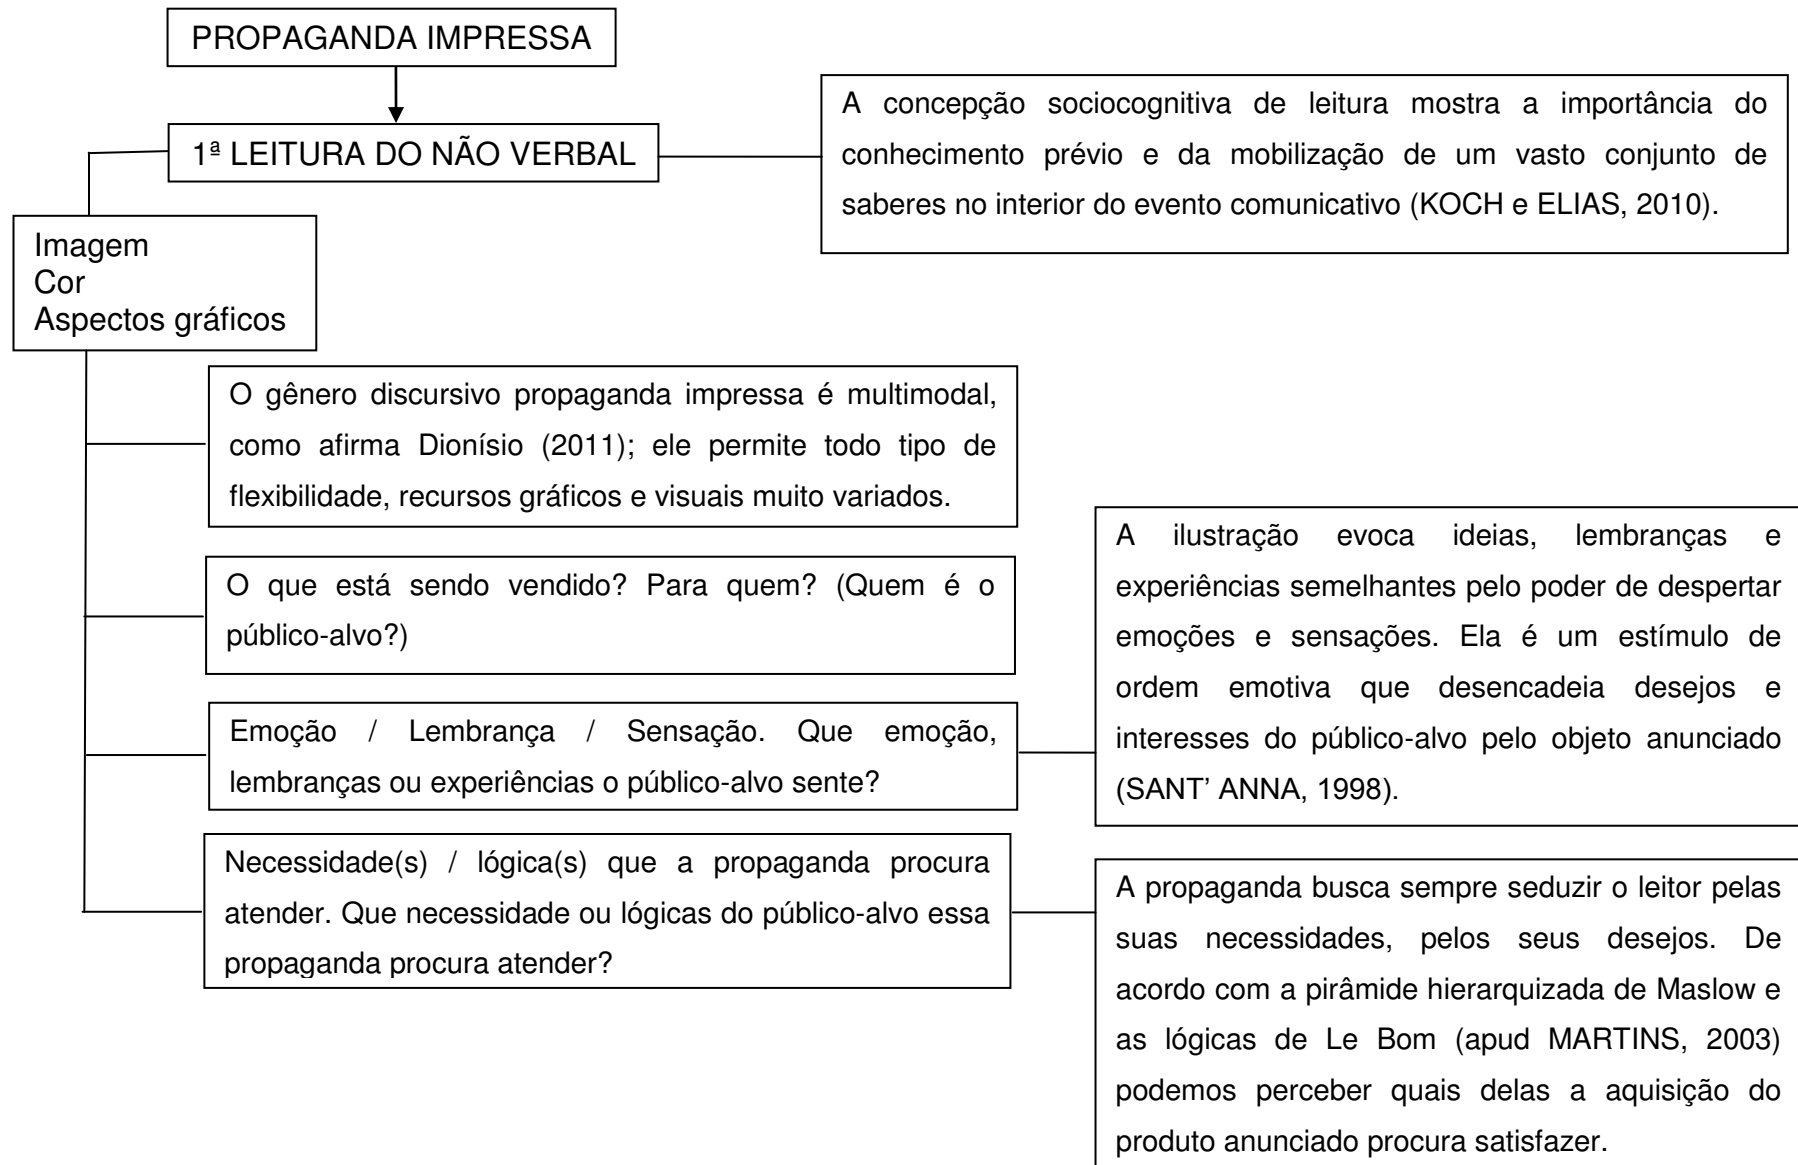 PROPAGANDA IMPRESSA
1ª LEITURA DO NÃO VERBAL
A concepção sociocognitiva de leitura mostra a importância do
conhecimento prévio e da mobilização de um vasto conjunto de
saberes no interior do evento comunicativo (KOCH e ELIAS, 2010).
Imagem
Cor
Aspectos gráficos
O gênero discursivo propaganda impressa é multimodal,
como afirma Dionísio (2011); ele permite todo tipo de
flexibilidade, recursos gráficos e visuais muito variados.
O que está sendo vendido? Para quem? (Quem é o
público-alvo?)
Emoção / Lembrança / Sensação. Que emoção,
lembranças ou experiências o público-alvo sente?
A ilustração evoca ideias, lembranças e
experiências semelhantes pelo poder de despertar
emoções e sensações. Ela é um estímulo de
ordem emotiva que desencadeia desejos e
interesses do público-alvo pelo objeto anunciado
(SANT’ ANNA, 1998).
Necessidade(s) / lógica(s) que a propaganda procura
atender. Que necessidade ou lógicas do público-alvo essa
propaganda procura atender?
A propaganda busca sempre seduzir o leitor pelas
suas necessidades, pelos seus desejos. De
acordo com a pirâmide hierarquizada de Maslow e
as lógicas de Le Bom (apud MARTINS, 2003)
podemos perceber quais delas a aquisição do
produto anunciado procura satisfazer.